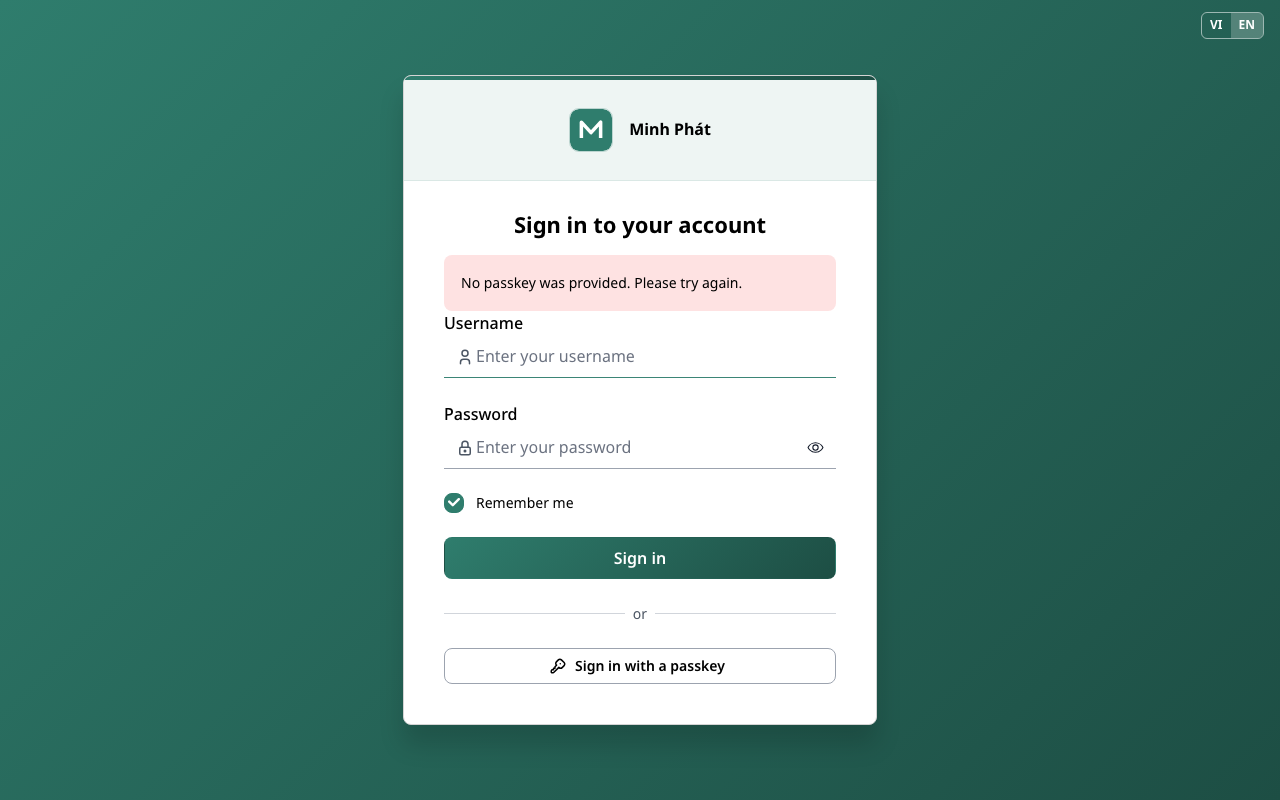 VI EN
Minh Phát
Sign in to your account
No passkey was provided. Please try again.
Username
Enter your username
Password
Enter your password
Remember me
Sign in
or
Sign in with a passkey